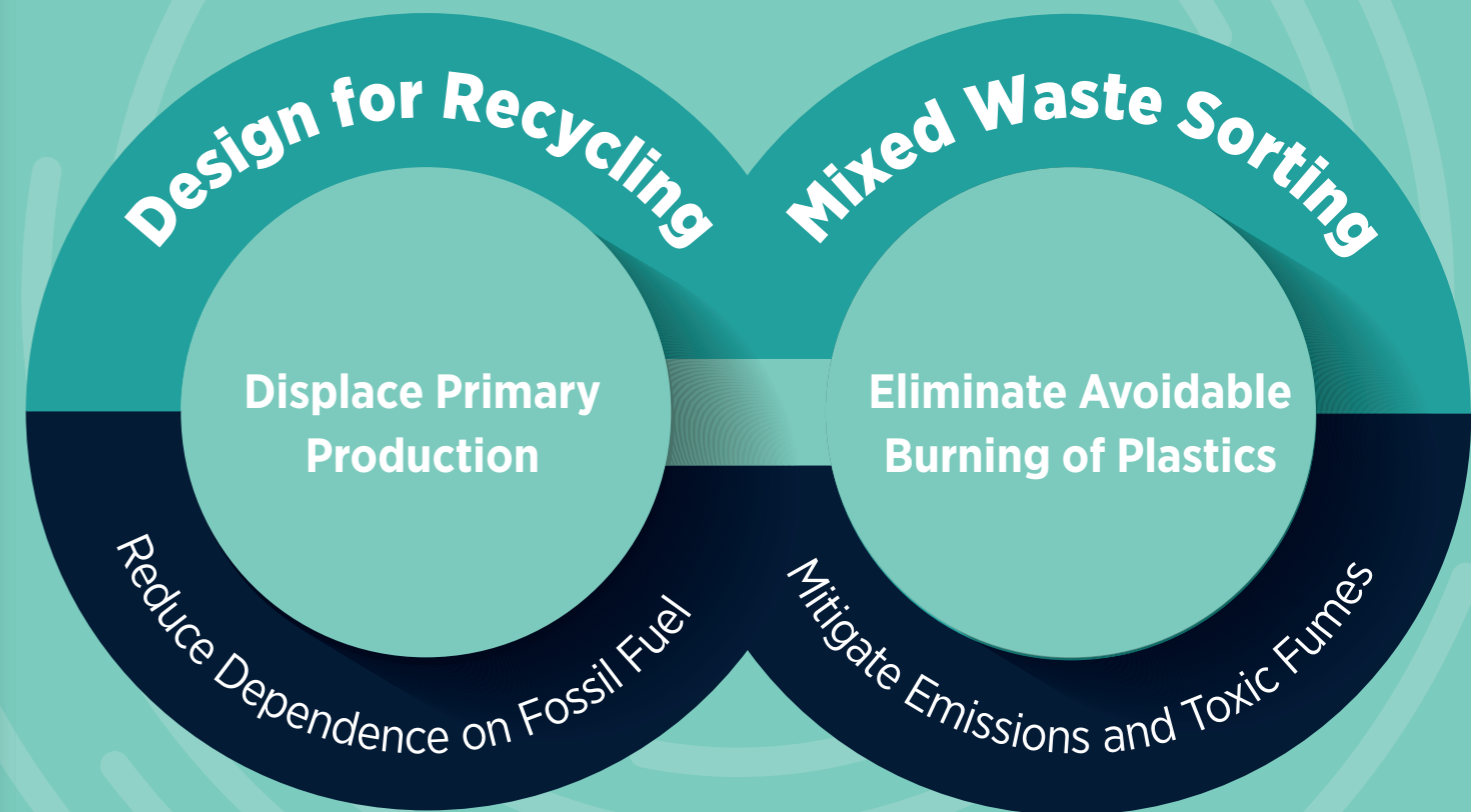 Design for Recycling
Displace Primary
Production
Reduce Dependence on Fossil Fuel
Mixed Waste Sorting
Eliminate Avoidable
Burning of Plastics
Mitigate Emissions and Toxic Fumes